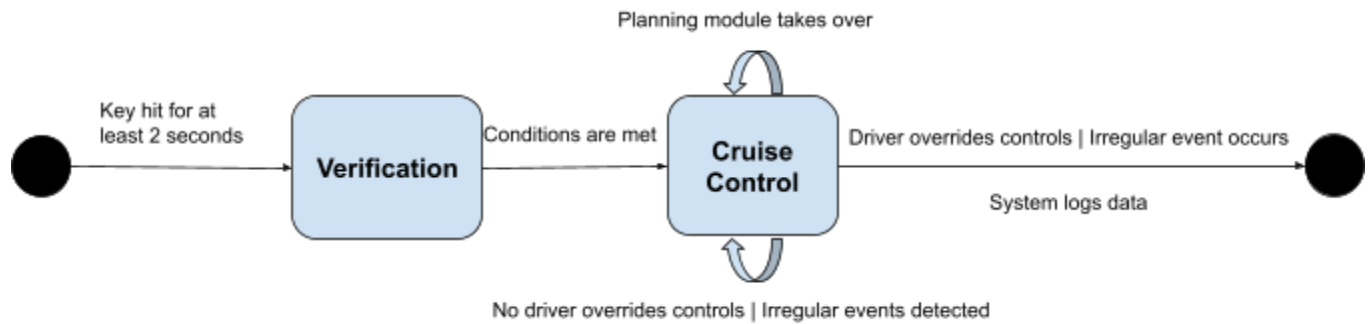 Planning module takes over
Key hit for at
least 2 seconds
Verification
Conditions are met
Cruise
Control
Driver overrides controls | Irregular event occurs
System logs data
No driver overrides controls | Irregular events detected